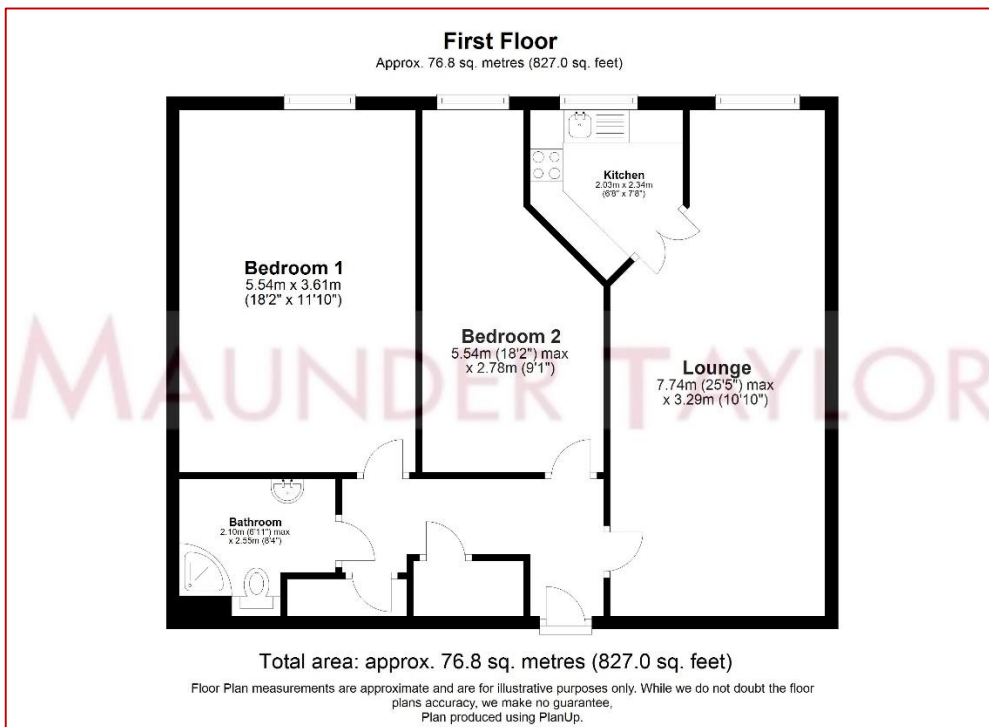 First Floor
Approx. 76.8 sq. metres (827.0 sq. feet)
Kitchen
2.03m x 2.34m
(6'8" x 7'8")
Bedroom 1
5.54m x 3.61m
(18'2" x 11'10")
Bedroom 2
5.54m (18'2") max
x 2.78m (9'1")
Lounge
7.74m (25'5") max
x 3.29m (10'10")
MAUNDER TAYLOR
Bathroom
2.10m (6'11") max
x 2.55m (8'4")
Total area: approx. 76.8 sq. metres (827.0 sq. feet)
Floor Plan measurements are approximate and are for illustrative purposes only. While we do not doubt the floor
plans accuracy, we make no guarantee,
Plan produced using PlanUp.